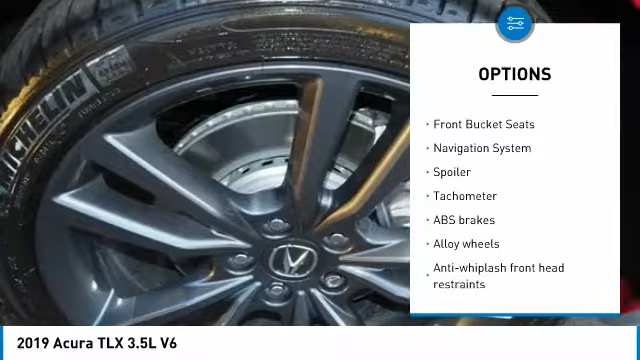 MICHELIN
OPTIONS
Front Bucket Seats
Navigation System
Spoiler
Tachometer
ABS brakes
Alloy wheels
Anti-whiplash front head
restraints
2019 Acura TLX 3.5L V6